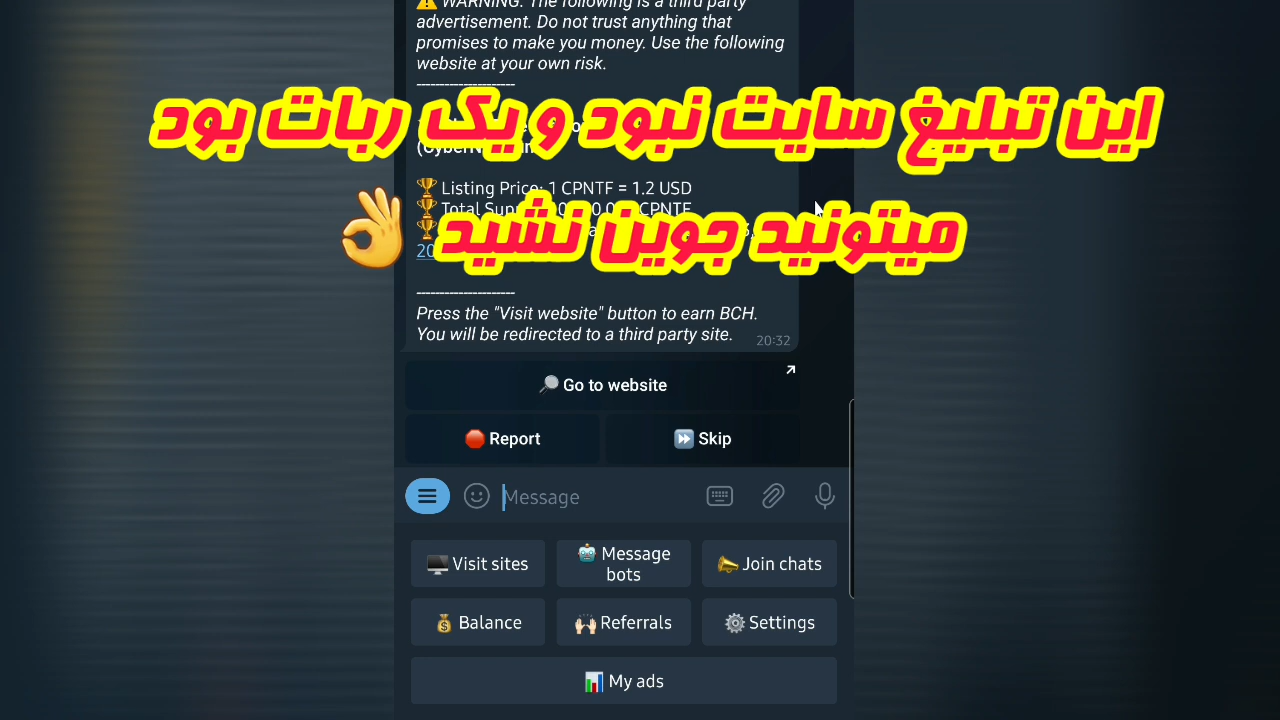 ⚠️ WARNING: The following is a third party
advertisement. Do not trust anything that
promises to make you money. Use the following
website at your own risk.
---------------------
این تبلیغ سایت نبود و یک ربات بود
🏆 Listing Price: 1 CPNTF = 1.2 USD
🏆 Total CPNTF
میتونید جوین نشید 👌
20
---------------------
Press the "Visit website" button to earn BCH.
You will be redirected to a third party site.
20:32
🔎 Go to website
🛑 Report
⏩ Skip
Message
🖥 Visit sites
🤖 Message
bots
📣 Join chats
💰 Balance
🙌🏻 Referrals
⚙️ Settings
📊 My ads